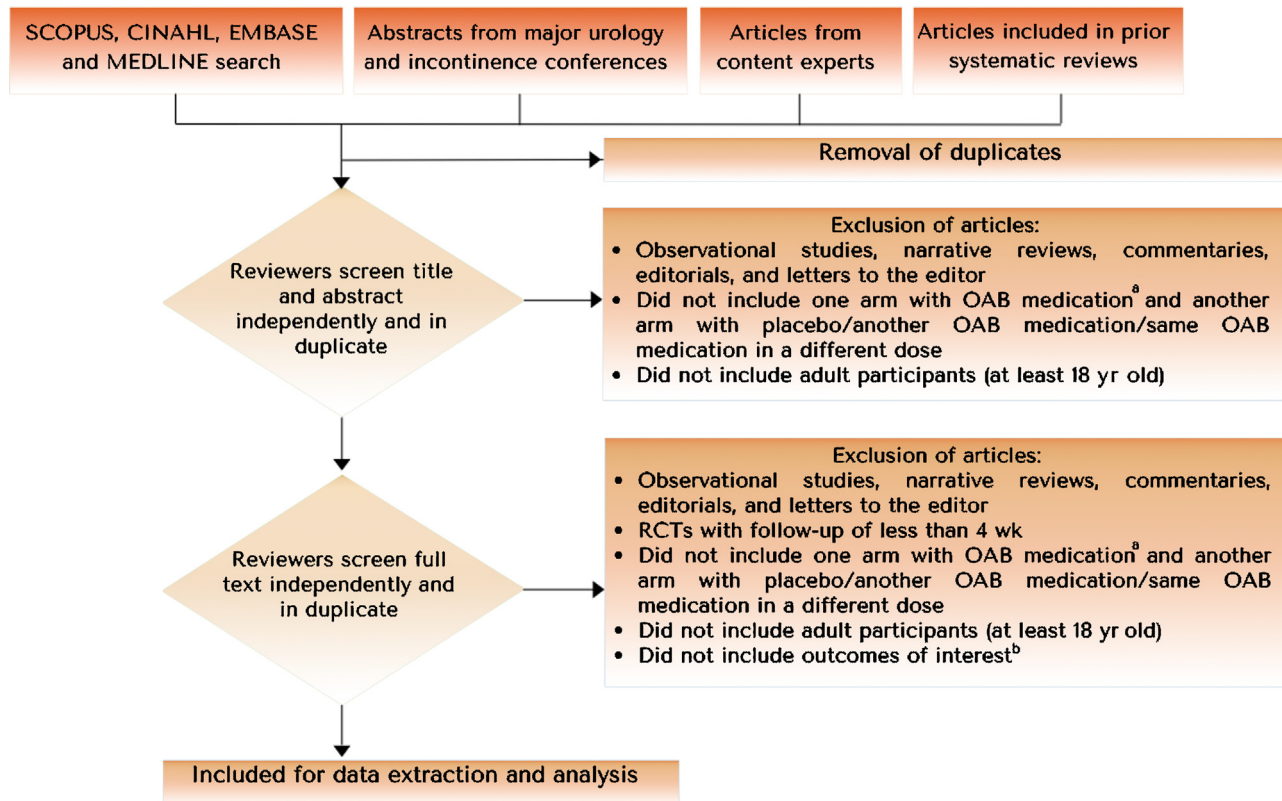 SCOPUS, CINAHL, EMBASE
and MEDLINE search
Abstracts from major urology
and incontinence conferences
Articles from
content experts
Articles included in prior
systematic reviews
Removal of duplicates
Reviewers screen title
and abstract
independently and in
duplicate
Exclusion of articles:
• Observational studies, narrative reviews, commentaries,
editorials, and letters to the editor
• Did not include one arm with OAB medicationᵃ and another
arm with placebo/another OAB medication/same OAB
medication in a different dose
• Did not include adult participants (at least 18 yr old)
Reviewers screen full
text independently and
in duplicate
Exclusion of articles:
• Observational studies, narrative reviews, commentaries,
editorials, and letters to the editor
• RCTs with follow-up of less than 4 wk
• Did not include one arm with OAB medicationᵃ and another
arm with placebo/another OAB medication/same OAB
medication in a different dose
• Did not include adult participants (at least 18 yr old)
• Did not include outcomes of interestᵇ
Included for data extraction and analysis